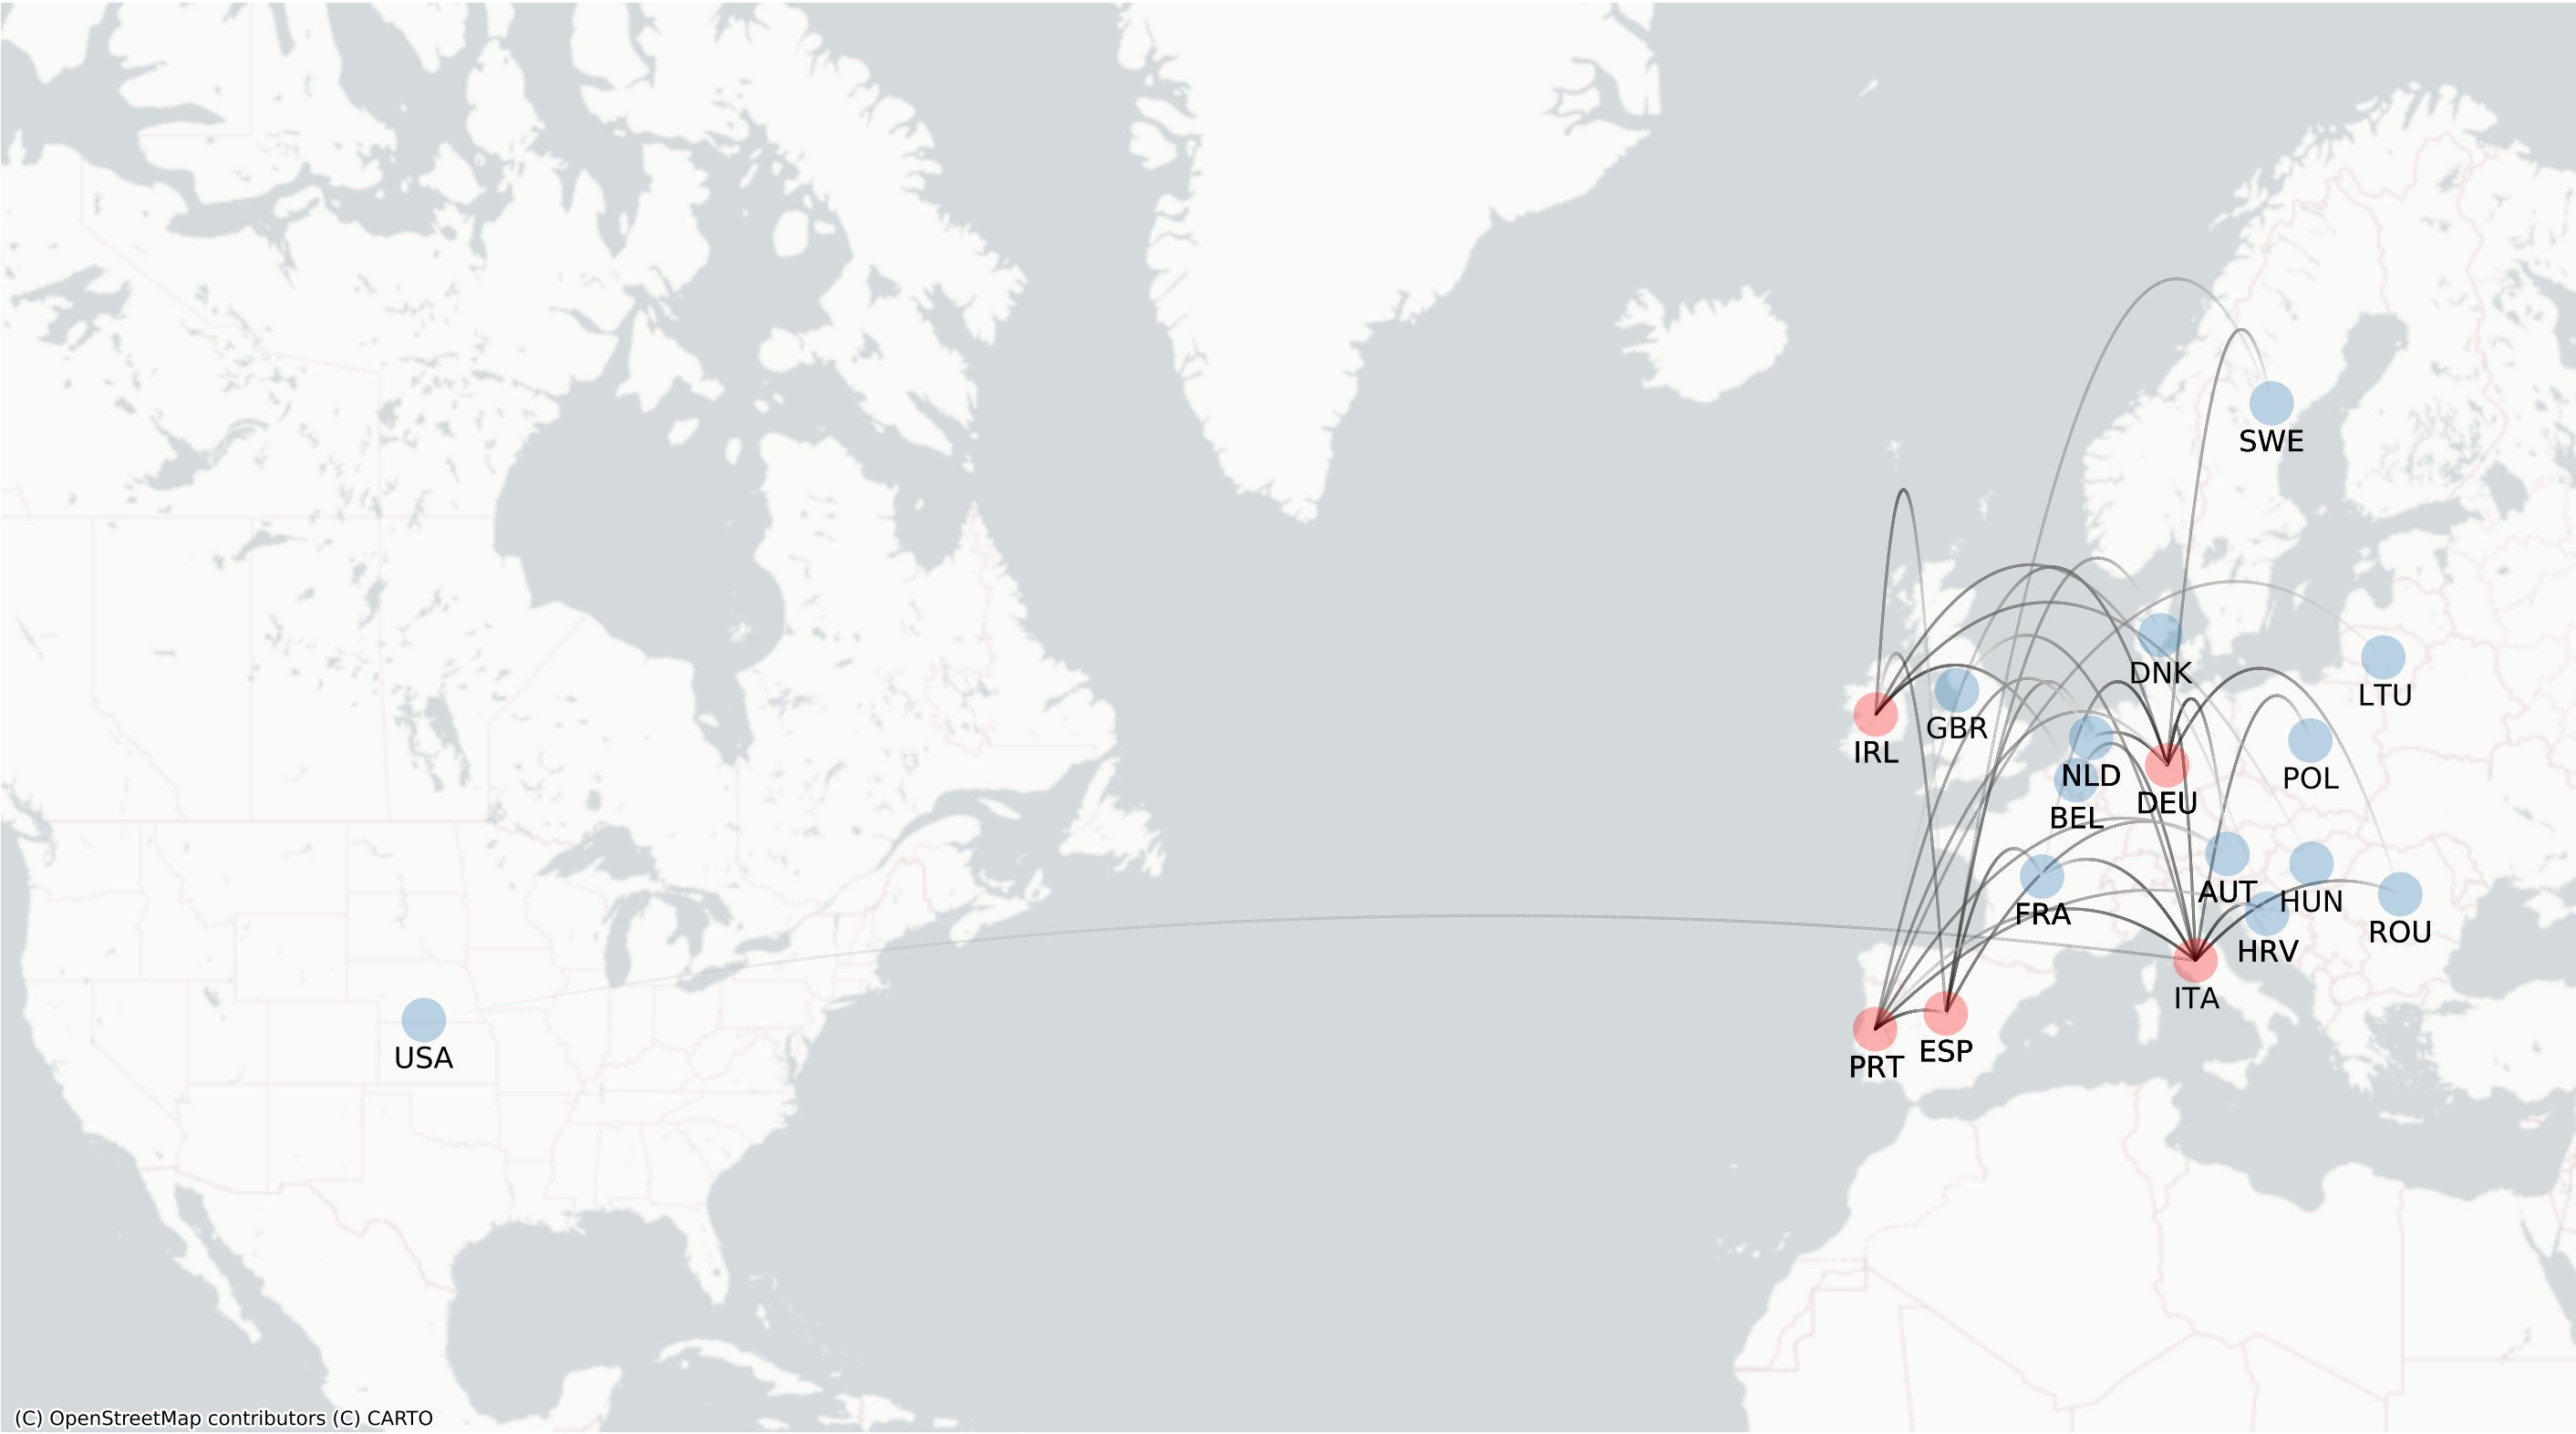 SWE
DNK
LTU
GBR
IRL
NLD
POL
DEU
BEL
AUT
HUN
FRA
ROU
HRV
ITA
ESP
USA
PRT
(C) OpenStreetMap contributors (C) CARTO